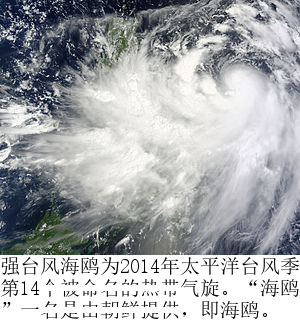 强台风海鸥为2014年太平洋台风季
第14个被命名的热带气旋。“海鸥
”一名是由朝鲜提供，即海鸥。